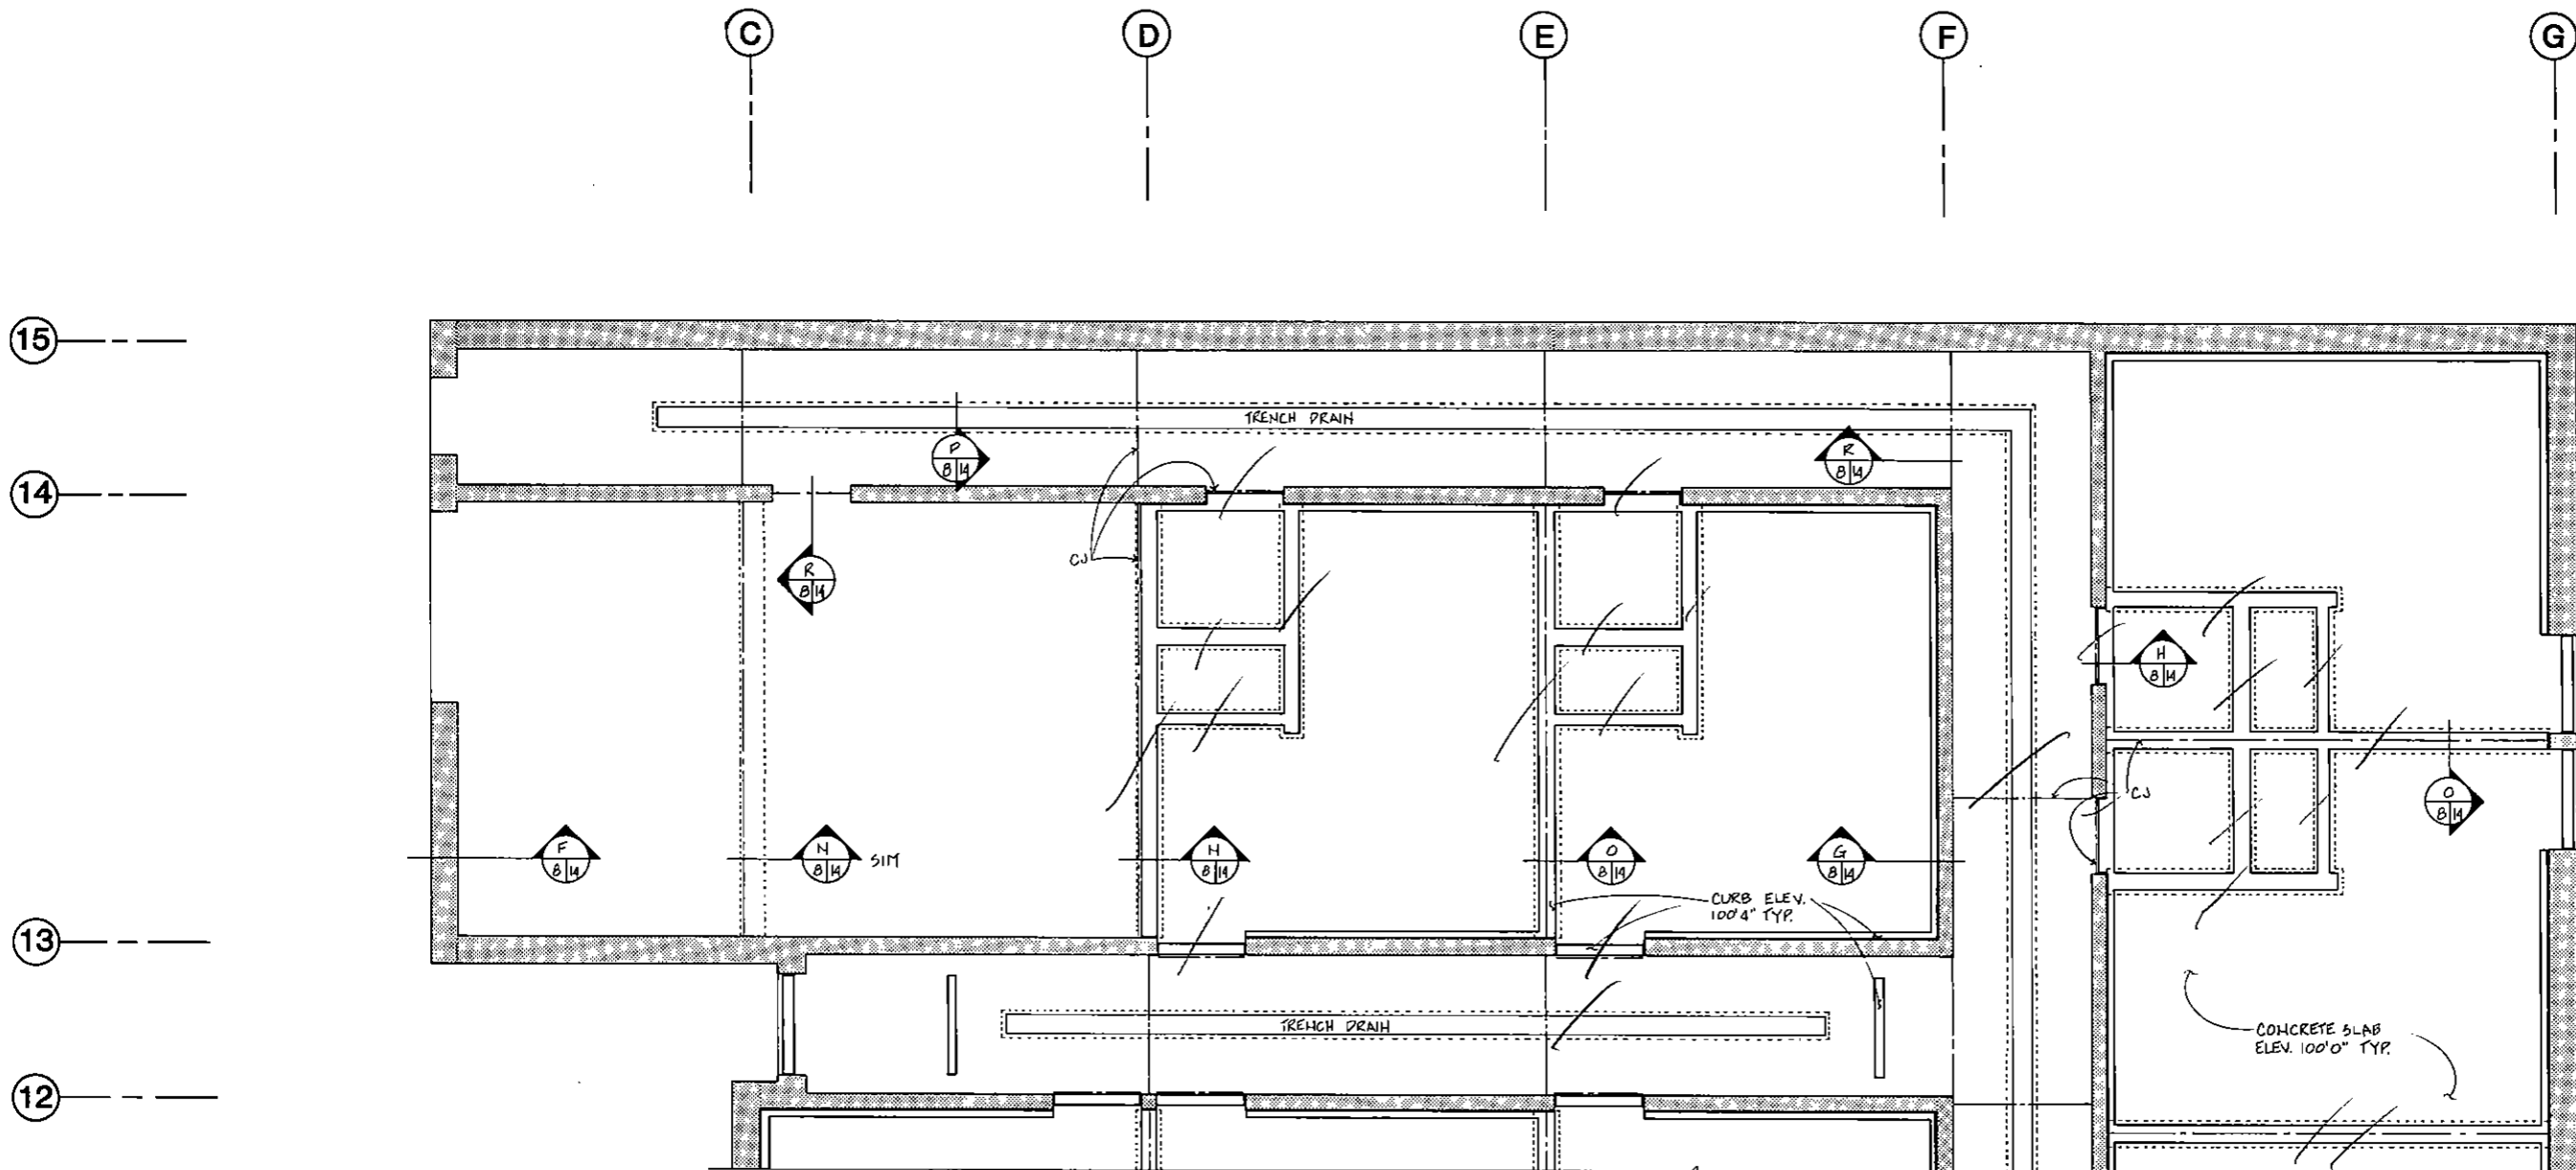 C
D
E
F
G
15
TRENCH DRAIN
P
8 14
R
8 14
14
CJ
R
8 14
H
8 14
CJ
O
8 14
F
8 14
N
8 14
SIM
H
8 14
O
8 14
G
8 14
CURB ELEV.
100'4" TYP.
13
TRENCH DRAIN
CONCRETE SLAB
ELEV. 100'0" TYP.
12